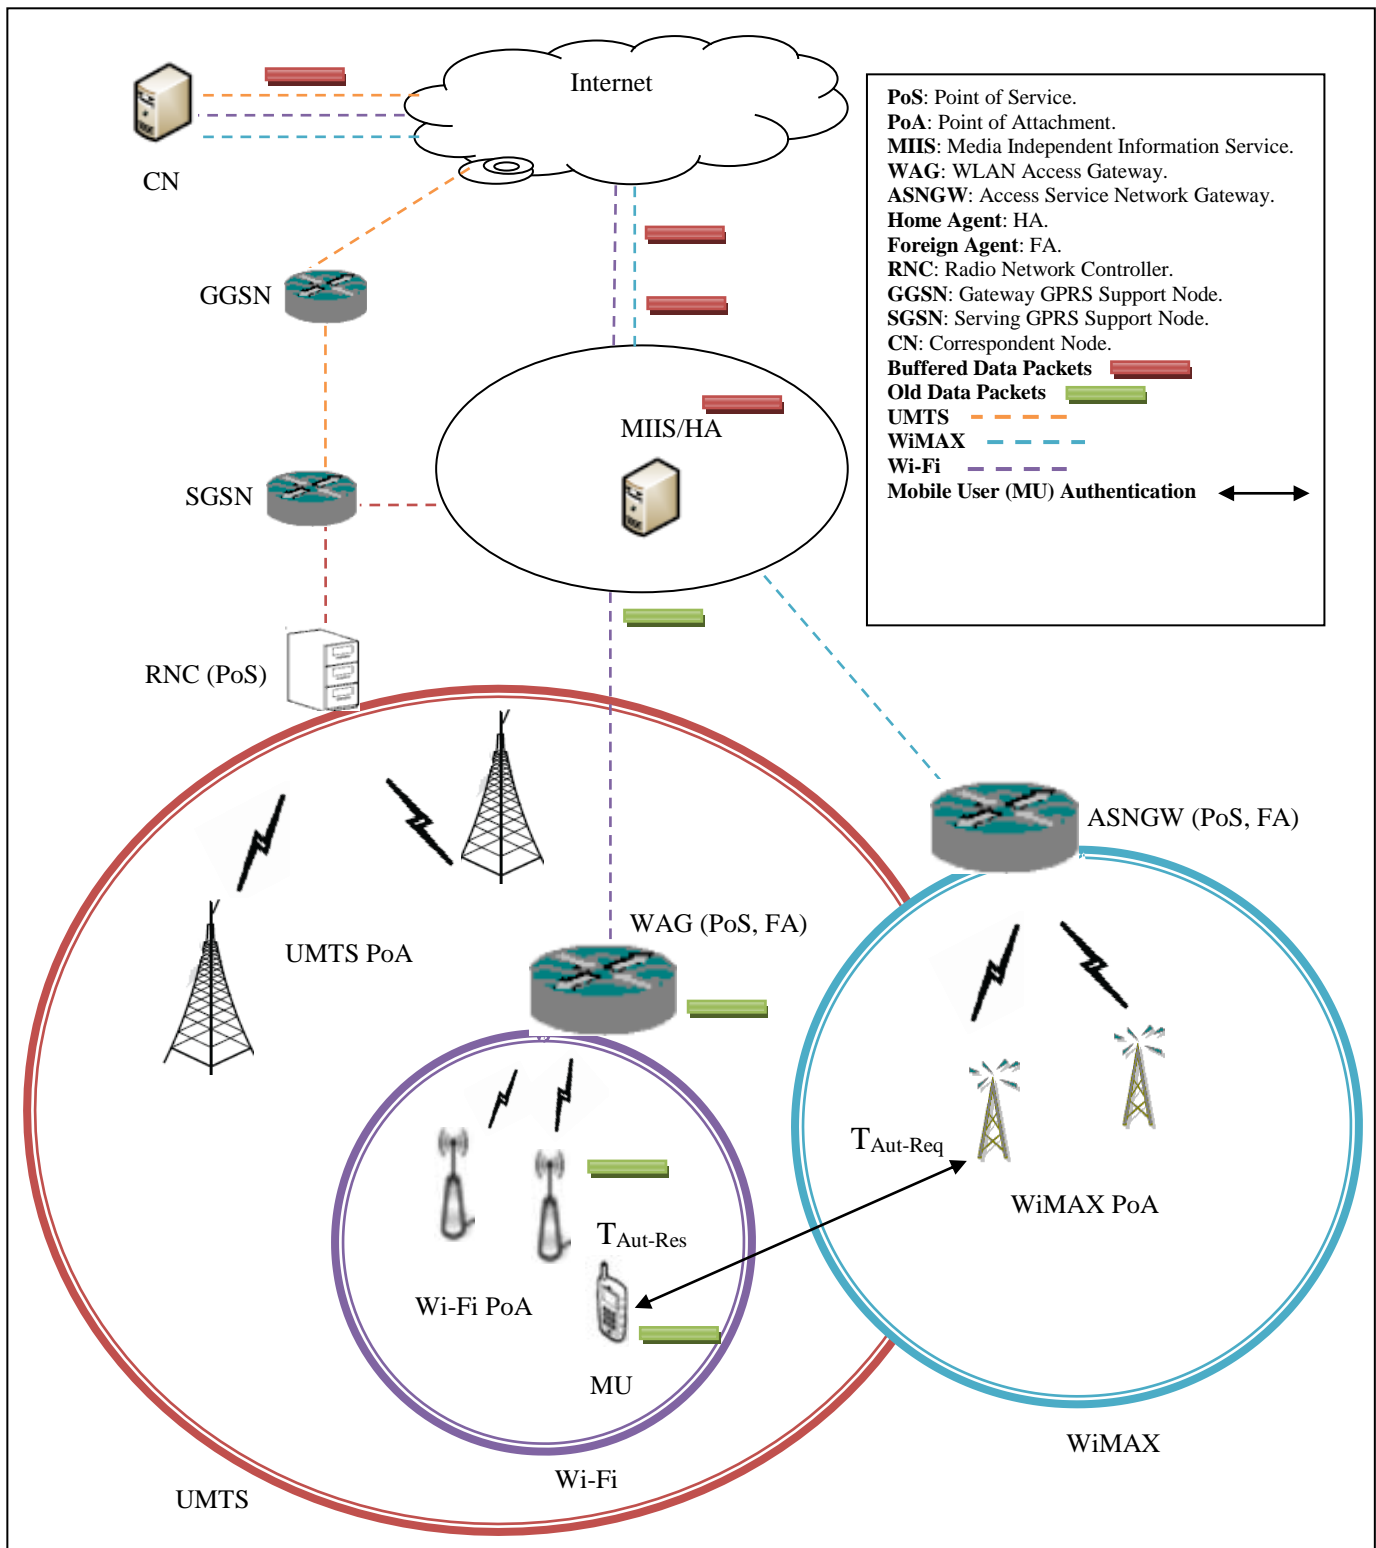 Internet
CN
PoS: Point of Service.
PoA: Point of Attachment.
MIIS: Media Independent Information Service.
WAG: WLAN Access Gateway.
ASNGW: Access Service Network Gateway.
Home Agent: HA.
Foreign Agent: FA.
RNC: Radio Network Controller.
GGSN: Gateway GPRS Support Node.
SGSN: Serving GPRS Support Node.
CN: Correspondent Node.
Buffered Data Packets
Old Data Packets
UMTS
WiMAX
Wi-Fi
Mobile User (MU) Authentication
GGSN
MIIS/HA
SGSN
RNC (PoS)
ASNGW (PoS, FA)
WAG (PoS, FA)
UMTS PoA
TAut-Req
WiMAX PoA
TAut-Res
Wi-Fi PoA
MU
WiMAX
Wi-Fi
UMTS